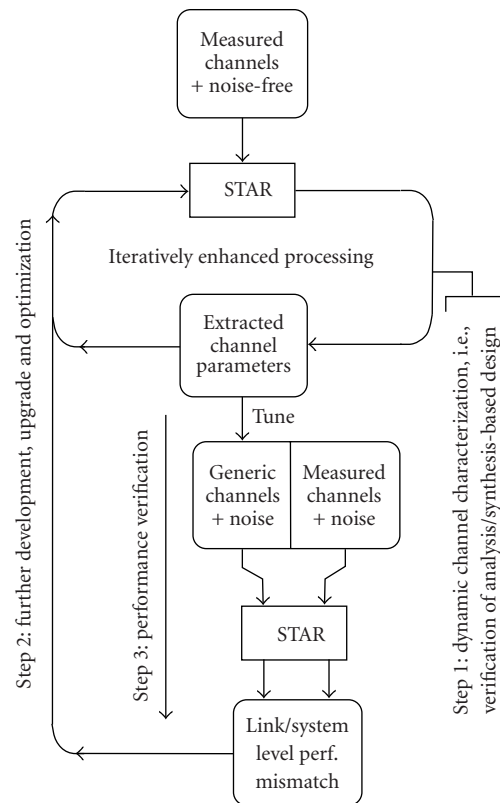 Measured
channels
+ noise-free
STAR
Iteratively enhanced processing
Extracted
channel
parameters
Tune
Generic
channels
+ noise
Measured
channels
+ noise
STAR
Link/system
level perf.
mismatch
Step 2: further development, upgrade and optimization
Step 3: performance verification
Step 1: dynamic channel characterization, i.e.,
verification of analysis/synthesis-based design